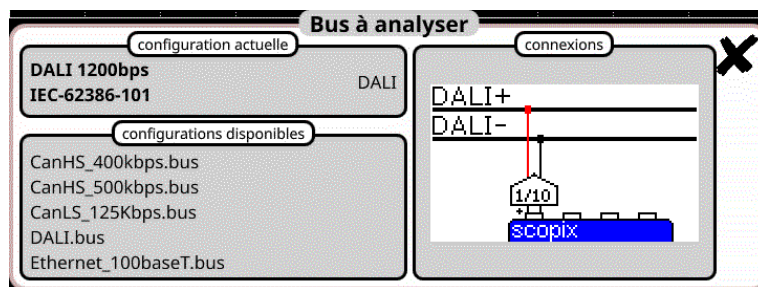 Bus à analyser
configuration actuelle
DALI 1200bps
IEC-62386-101
DALI
configurations disponibles
CanHS_400kbps.bus
CanHS_500kbps.bus
CanLS_125Kbps.bus
DALI.bus
Ethernet_100baseT.bus
connexions
DALI+
DALI-
1/10
+ -
scopix